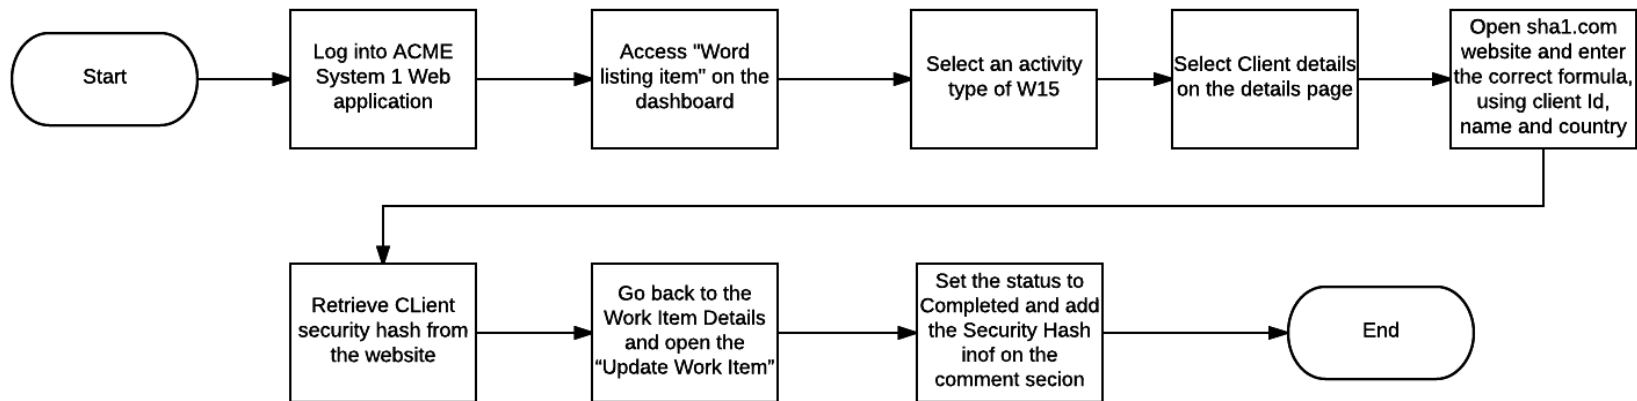 Start
Log into ACME
System 1 Web
application
Access "Word
listing item" on the
dashboard
Select an activity
type of W15
Select Client details
on the details page
Open sha1.com
website and enter
the correct formula,
using client Id,
name and country
Retrieve CLient
security hash from
the website
Go back to the
Work Item Details
and open the
“Update Work Item”
Set the status to
Completed and add
the Security Hash
inof on the
comment secion
End